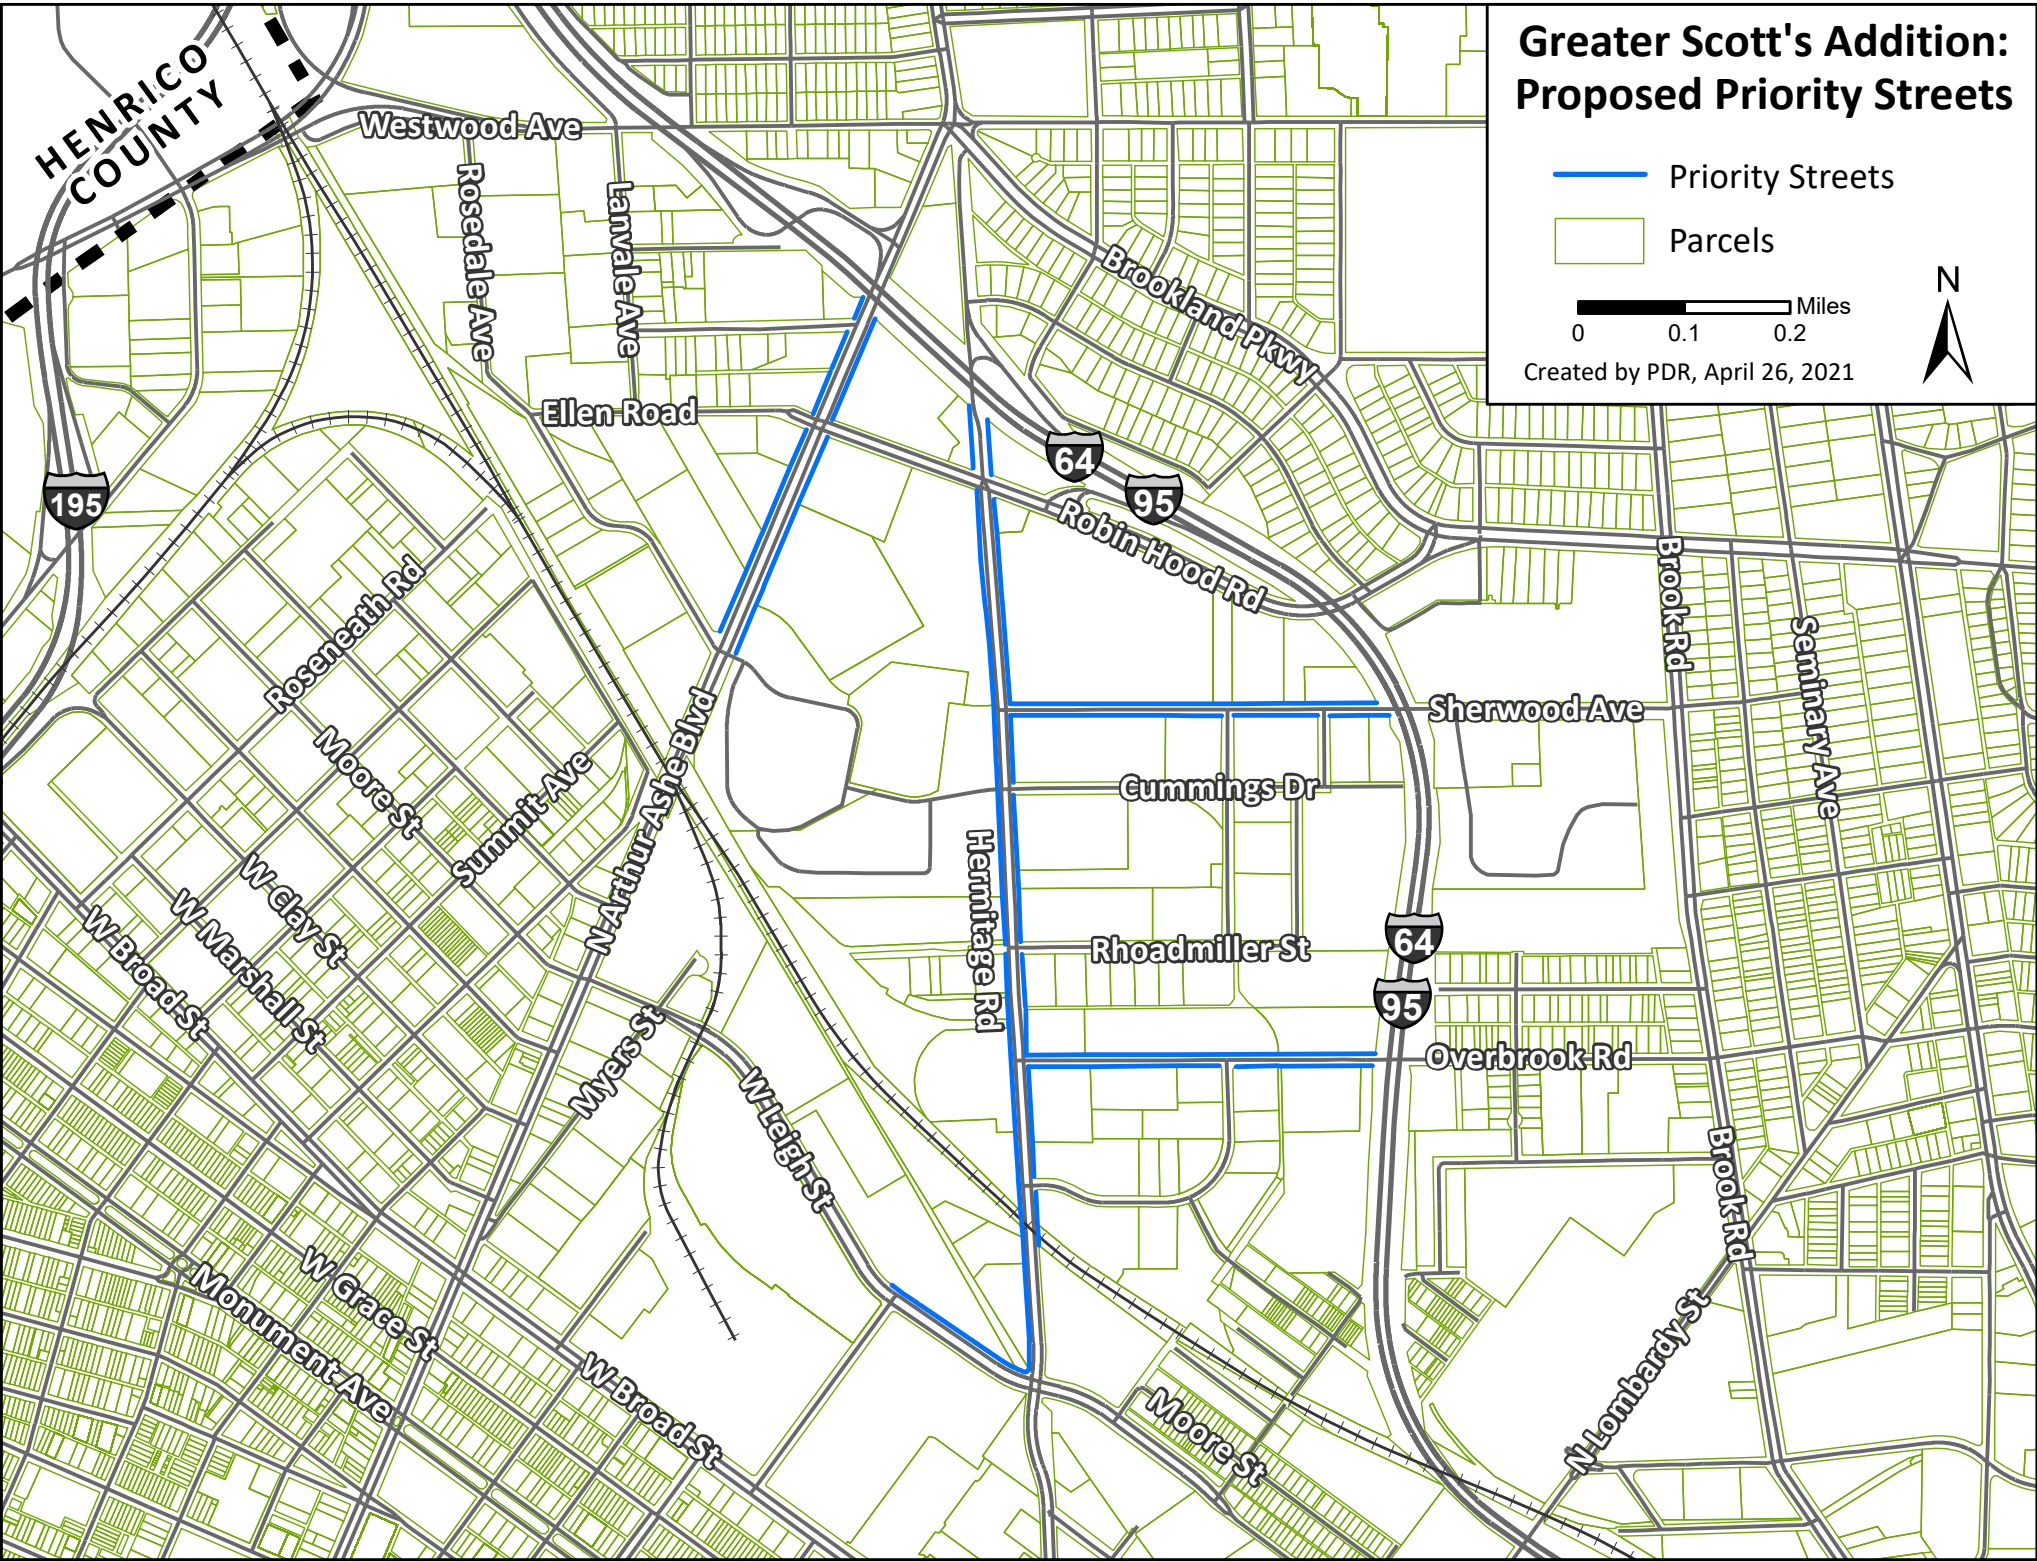 Greater Scott's Addition:
Proposed Priority Streets
Priority Streets
Parcels
N
Miles
0 0.1 0.2
Created by PDR, April 26, 2021
HENRICO
COUNTY
Westwood Ave
Rosedale Ave
Lanvale Ave
Brookland Pkwy
Ellen Road
64
95
195
Robin Hood Rd
Brook Rd
Roseneath Rd
Seminary Ave
Sherwood Ave
N Arthur Ashe Blvd
Moore St
Summit Ave
Cummings Dr
Hermitage Rd
W Clay St
W Marshall St
W Broad St
Rhoadmiller St
64
95
Myers St
Overbrook Rd
W Leigh St
Brook Rd
W Grace St
Monument Ave
W Broad St
Moore St
N Lombardy St